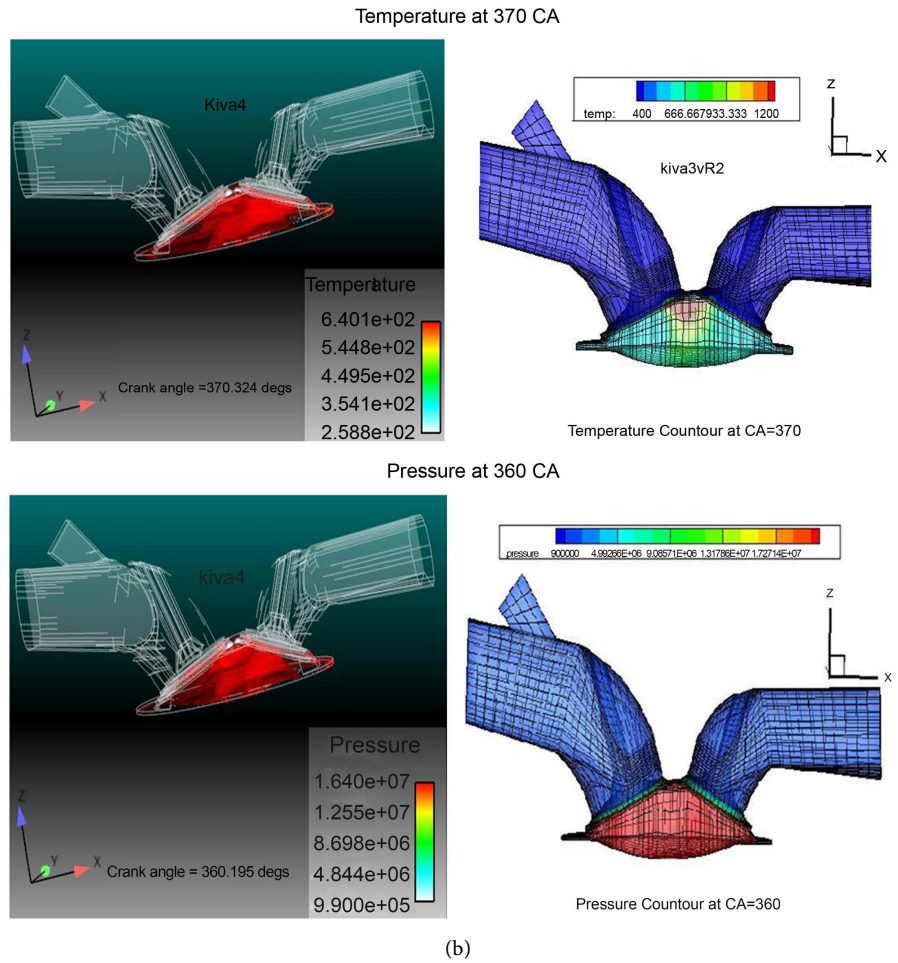 Temperature at 370 CA
Kiva4
Temperature
6.401e+02
5.448e+02
4.495e+02
3.541e+02
2.588e+02
Z
Y
X
Crank angle =370.324 degs
temp: 400 666.667933.333 1200
kiva3vR2
Z
X
Temperature Countour at CA=370
Pressure at 360 CA
kiva4
Pressure
1.640e+07
1.255e+07
8.698e+06
4.844e+06
9.900e+05
Z
Y
X
Crank angle = 360.195 degs
pressure 900000 4.99266E+06 9.08571E+06 1.31786E+07 1.72714E+07
Z
X
Pressure Countour at CA=360
(b)